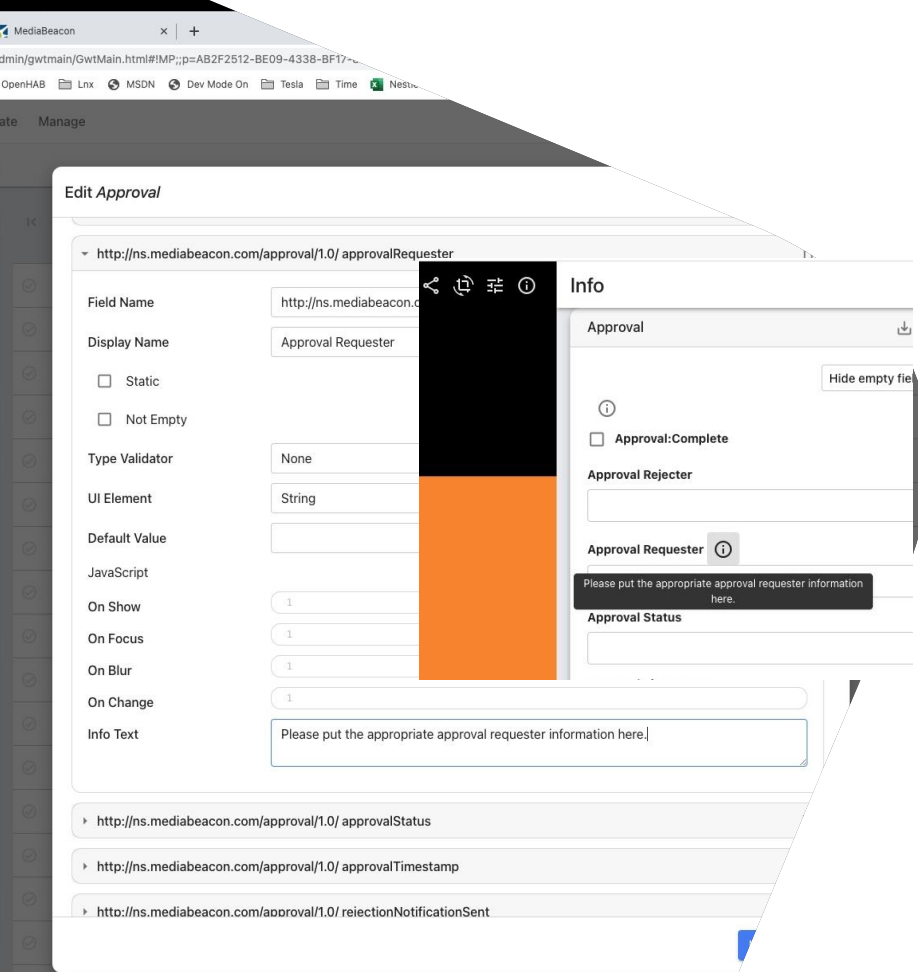 MediaBeacon
dmin/gwtmain/GwtMain.html#!MP;;p=AB2F2512-BE09-4338-BF17-
OpenHAB Lnx MSDN Dev Mode On Tesla Time
ate Manage
Edit Approval
http://ns.mediabeacon.com/approval/1.0/ approvalRequester
Field Name http://ns.mediabeacon.c
Display Name Approval Requester
Static
Not Empty
Type Validator None
UI Element String
Default Value
JavaScript
On Show 1
On Focus 1
On Blur 1
On Change 1
Info Text Please put the appropriate approval requester information here.
http://ns.mediabeacon.com/approval/1.0/ approvalStatus
http://ns.mediabeacon.com/approval/1.0/ approvalTimestamp
http://ns.mediabeacon.com/approval/1.0/ rejectionNotificationSent
Info
Approval
Hide empty fie
Approval:Complete
Approval Rejecter
Approval Requester
Please put the appropriate approval requester information
here.
Approval Status